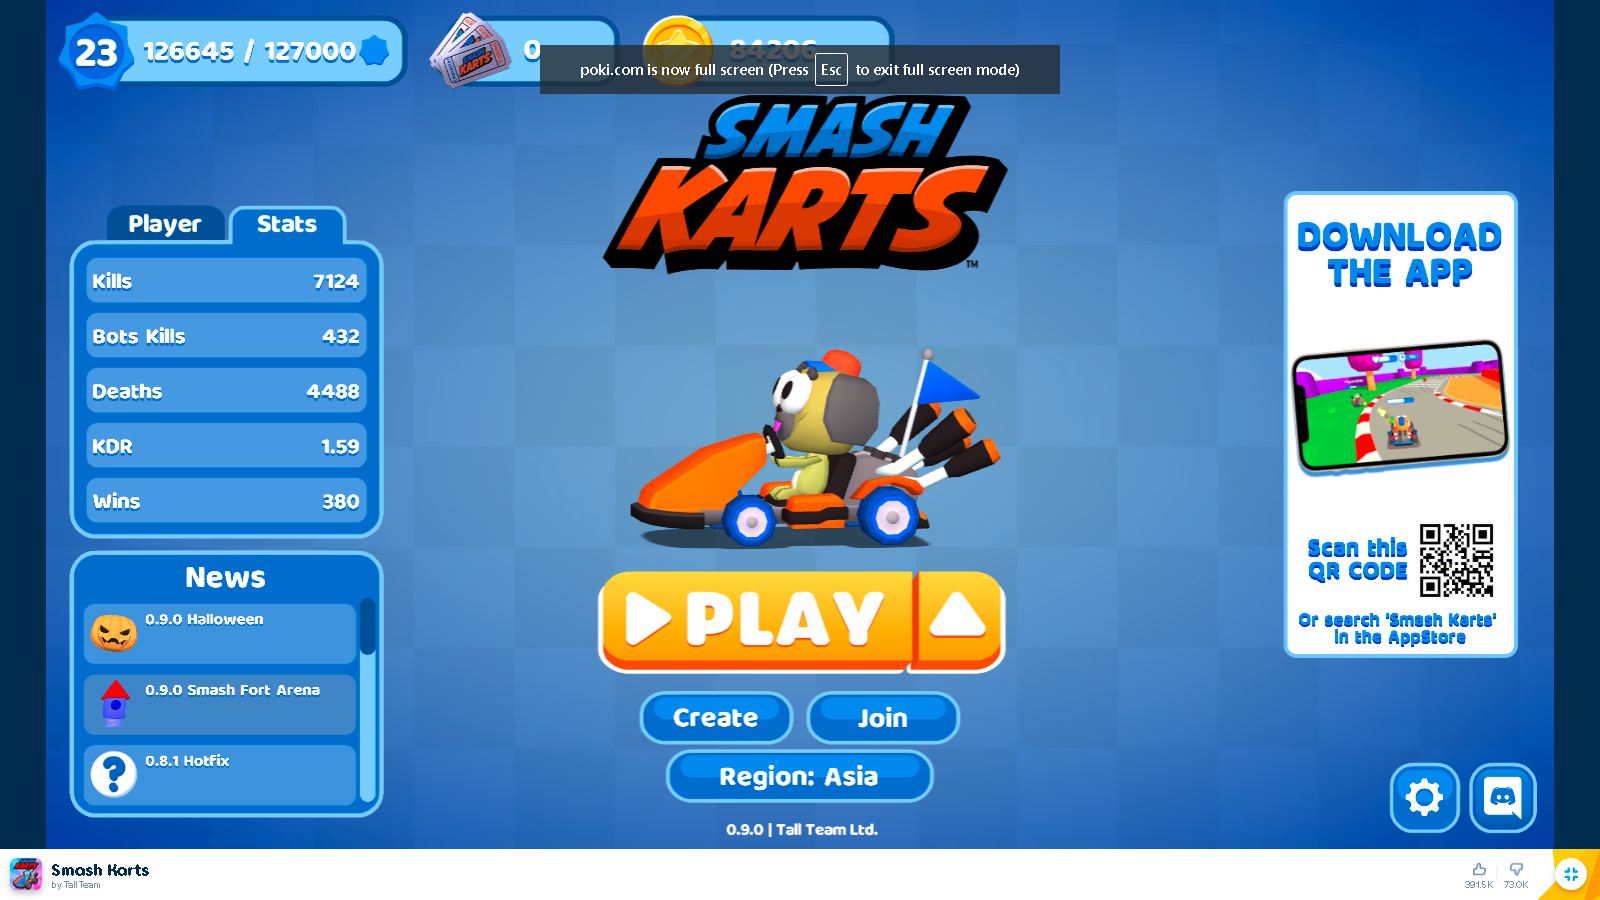 23
126645 / 127000
0
84206
poki.com is now full screen (Press Esc to exit full screen mode)
SMASH
KARTS
TM
Player
Stats
Kills 7124
Bots Kills 432
Deaths 4488
KDR 1.59
Wins 380
News
0.9.0 Halloween
0.9.0 Smash Fort Arena
0.8.1 Hotfix
PLAY
Create
Join
Region: Asia
0.9.0 | Tall Team Ltd.
DOWNLOAD
THE APP
Scan this
QR CODE
Or search 'Smash Karts'
in the AppStore
Smash Karts
by Tall Team
391.5K
73.0K